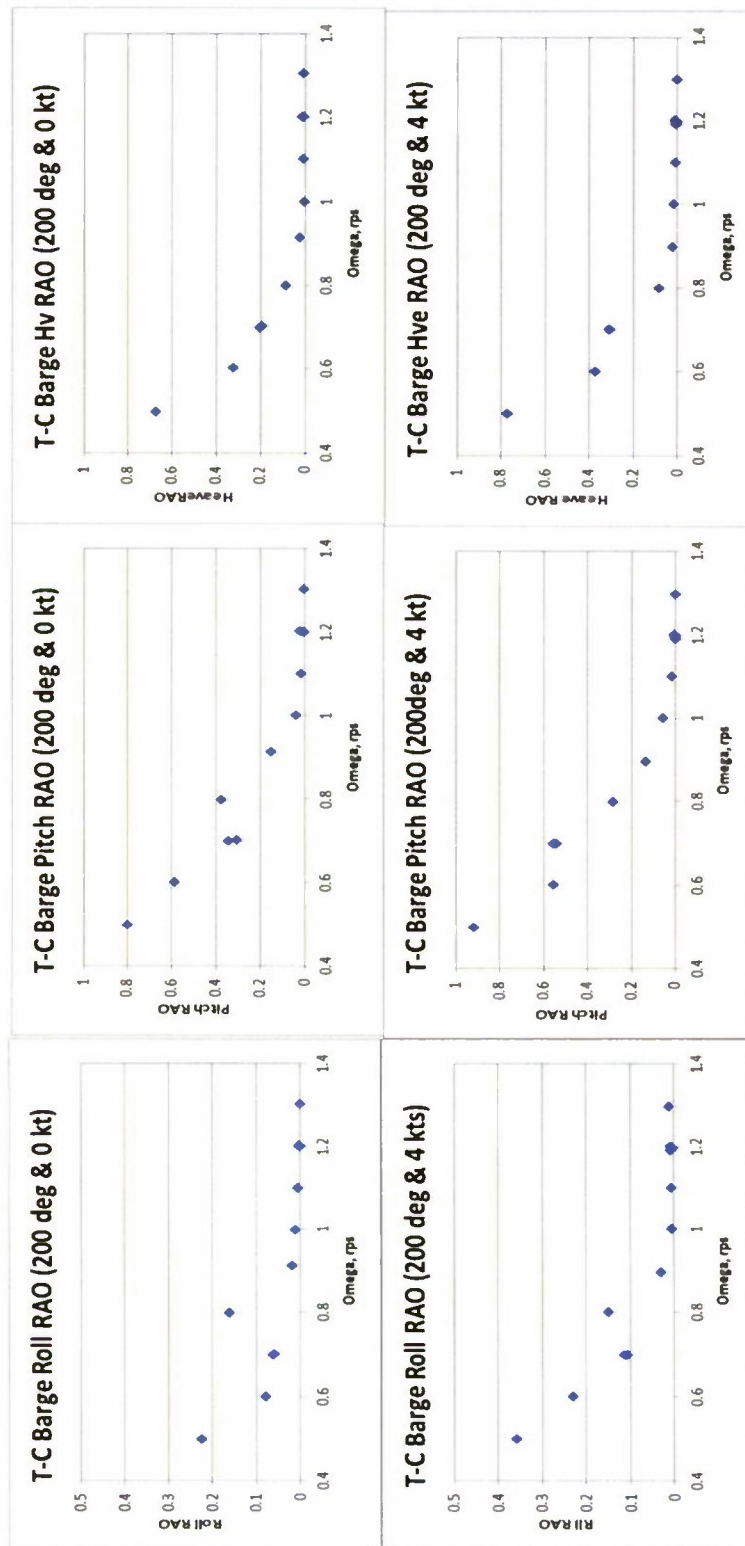 T-C Barge Roll RAO (200 deg & 0 kt)
0.5
0.4
0.3
0.2
0.1
0
Roll RAO
0.4 0.6 0.8 1 1.2 1.4
Omega, rps
T-C Barge Pitch RAO (200 deg & 0 kt)
1
0.8
0.6
0.4
0.2
0
Pitch RAO
0.4 0.6 0.8 1 1.2 1.4
Omega, rps
T-C Barge Hv RAO (200 deg & 0 kt)
1
0.8
0.6
0.4
0.2
0
Heave RAO
0.4 0.6 0.8 1 1.2 1.4
Omega, rps
T-C Barge Roll RAO (200 deg & 4 kts)
0.5
0.4
0.3
0.2
0.1
0
Rll RAO
0.4 0.6 0.8 1 1.2 1.4
Omega, rps
T-C Barge Pitch RAO (200deg & 4 kt)
1
0.8
0.6
0.4
0.2
0
Pitch RAO
0.4 0.6 0.8 1 1.2 1.4
Omega, rps
T-C Barge Hve RAO (200 deg & 4 kt)
1
0.8
0.6
0.4
0.2
0
Heave RAO
0.4 0.6 0.8 1 1.2 1.4
Omega, rps